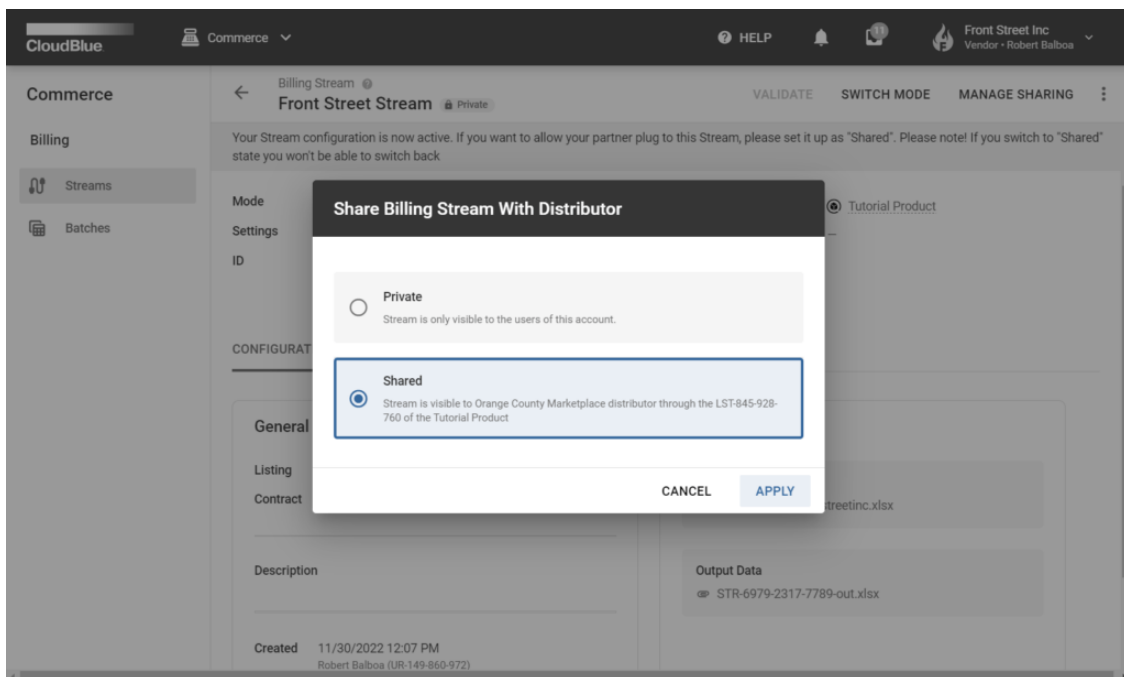 CloudBlue
Commerce
HELP
11
Front Street Inc
Vendor • Robert Balboa
Commerce
Billing Stream
Front Street Stream
Private
VALIDATE
SWITCH MODE
MANAGE SHARING
Billing
Streams
Batches
Your Stream configuration is now active. If you want to allow your partner plug to this Stream, please set it up as "Shared". Please note! If you switch to "Shared"
state you won't be able to switch back
Mode
Settings
ID
Tutorial Product
–
Share Billing Stream With Distributor
Private
Stream is only visible to the users of this account.
Shared
Stream is visible to Orange County Marketplace distributor through the LST-845-928-
760 of the Tutorial Product
CANCEL
APPLY
CONFIGURAT
General
Listing
Contract
Description
Created 11/30/2022 12:07 PM
Robert Balboa (UR-149-860-972)
streetinc.xlsx
Output Data
STR-6979-2317-7789-out.xlsx